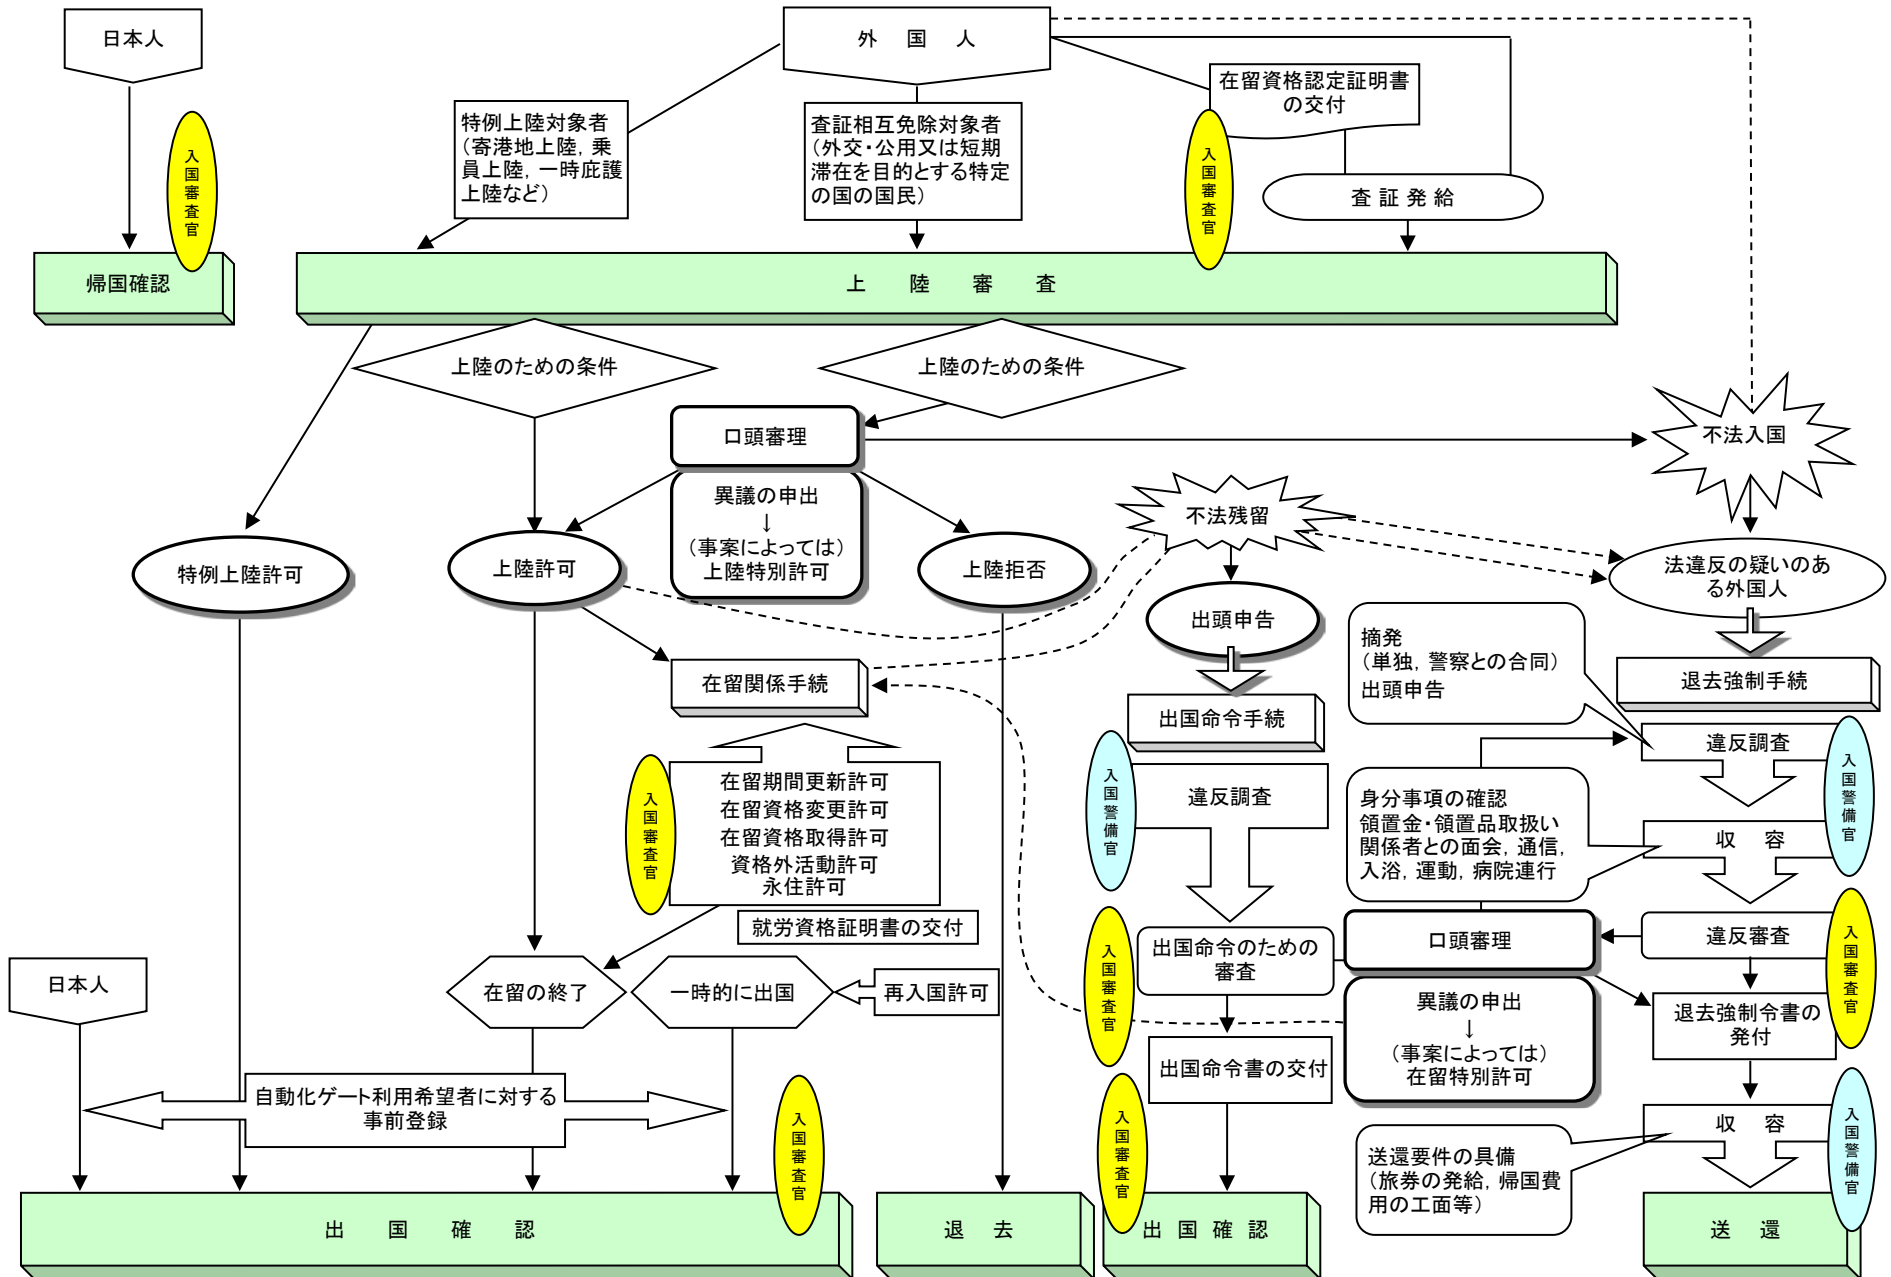 日本人
外 国 人
在留資格認定証明書
の交付
特例上陸対象者
（寄港地上陸，乗
員上陸，一時庇護
上陸など）
査証相互免除対象者
（外交・公用又は短期
滞在を目的とする特定
の国の国民）
入国審査官
入国審査官
査 証 発 給
帰国確認
上 陸 審 査
上陸のための条件
上陸のための条件
口頭審理
不法入国
異議の申出
↓
（事案によっては）
上陸特別許可
不法残留
特例上陸許可
上陸許可
上陸拒否
法違反の疑いのあ
る外国人
出頭申告
摘発
（単独，警察との合同）
出頭申告
在留関係手続
退去強制手続
出国命令手続
違反調査
入国警備官
入国警備官
在留期間更新許可
在留資格変更許可
在留資格取得許可
資格外活動許可
永住許可
入国審査官
違反調査
身分事項の確認
領置金・領置品取扱い
関係者との面会，通信，
入浴，運動，病院連行
収 容
就労資格証明書の交付
入国審査官
出国命令のための
審査
口頭審理
違反審査
入国審査官
日本人
在留の終了
一時的に出国
再入国許可
異議の申出
↓
（事案によっては）
在留特別許可
退去強制令書の
発付
出国命令書の交付
自動化ゲート利用希望者に対する
事前登録
入国審査官
入国審査官
収 容
入国警備官
送還要件の具備
（旅券の発給，帰国費
用の工面等）
出 国 確 認
退 去
出 国 確 認
送 還